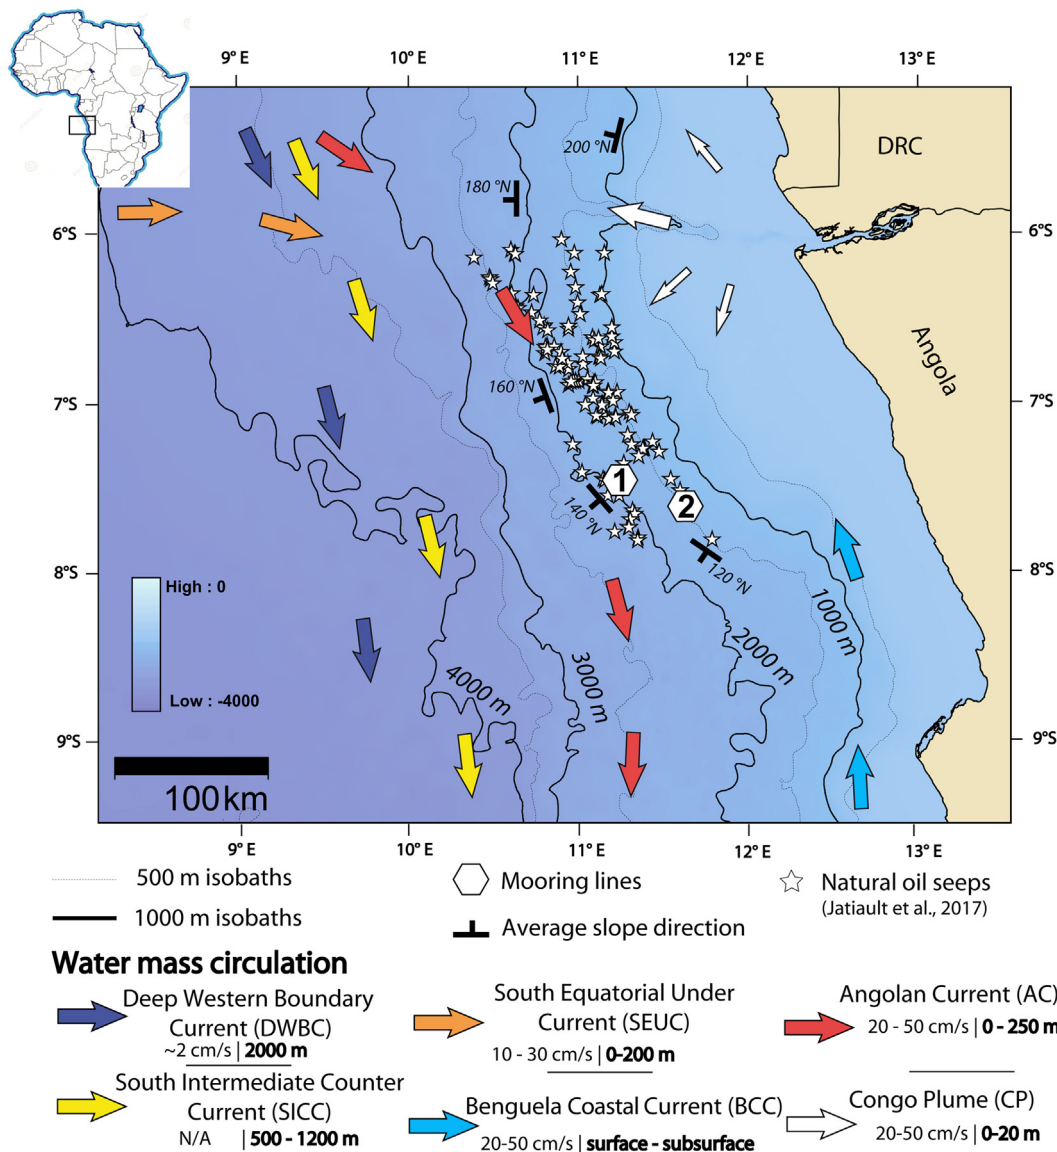 9°E 10°E 11°E 12°E 13°E
DRC
200 °N
180 °N
6°S 6°S
Angola
160 °N
7°S 7°S
1
2
140 °N
120 °N
8°S 8°S
High : 0
1000 m
2000 m
3000 m
4000 m
Low : -4000
9°S 9°S
100 km
9°E 10°E 11°E 12°E 13°E
500 m isobaths
Mooring lines
Natural oil seeps
(Jatiault et al., 2017)
1000 m isobaths
Average slope direction
Water mass circulation
Deep Western Boundary
Current (DWBC)
~2 cm/s | 2000 m
South Equatorial Under
Current (SEUC)
10 - 30 cm/s | 0-200 m
Angolan Current (AC)
20 - 50 cm/s | 0 - 250 m
South Intermediate Counter
Current (SICC)
N/A | 500 - 1200 m
Benguela Coastal Current (BCC)
20-50 cm/s | surface - subsurface
Congo Plume (CP)
20-50 cm/s | 0-20 m